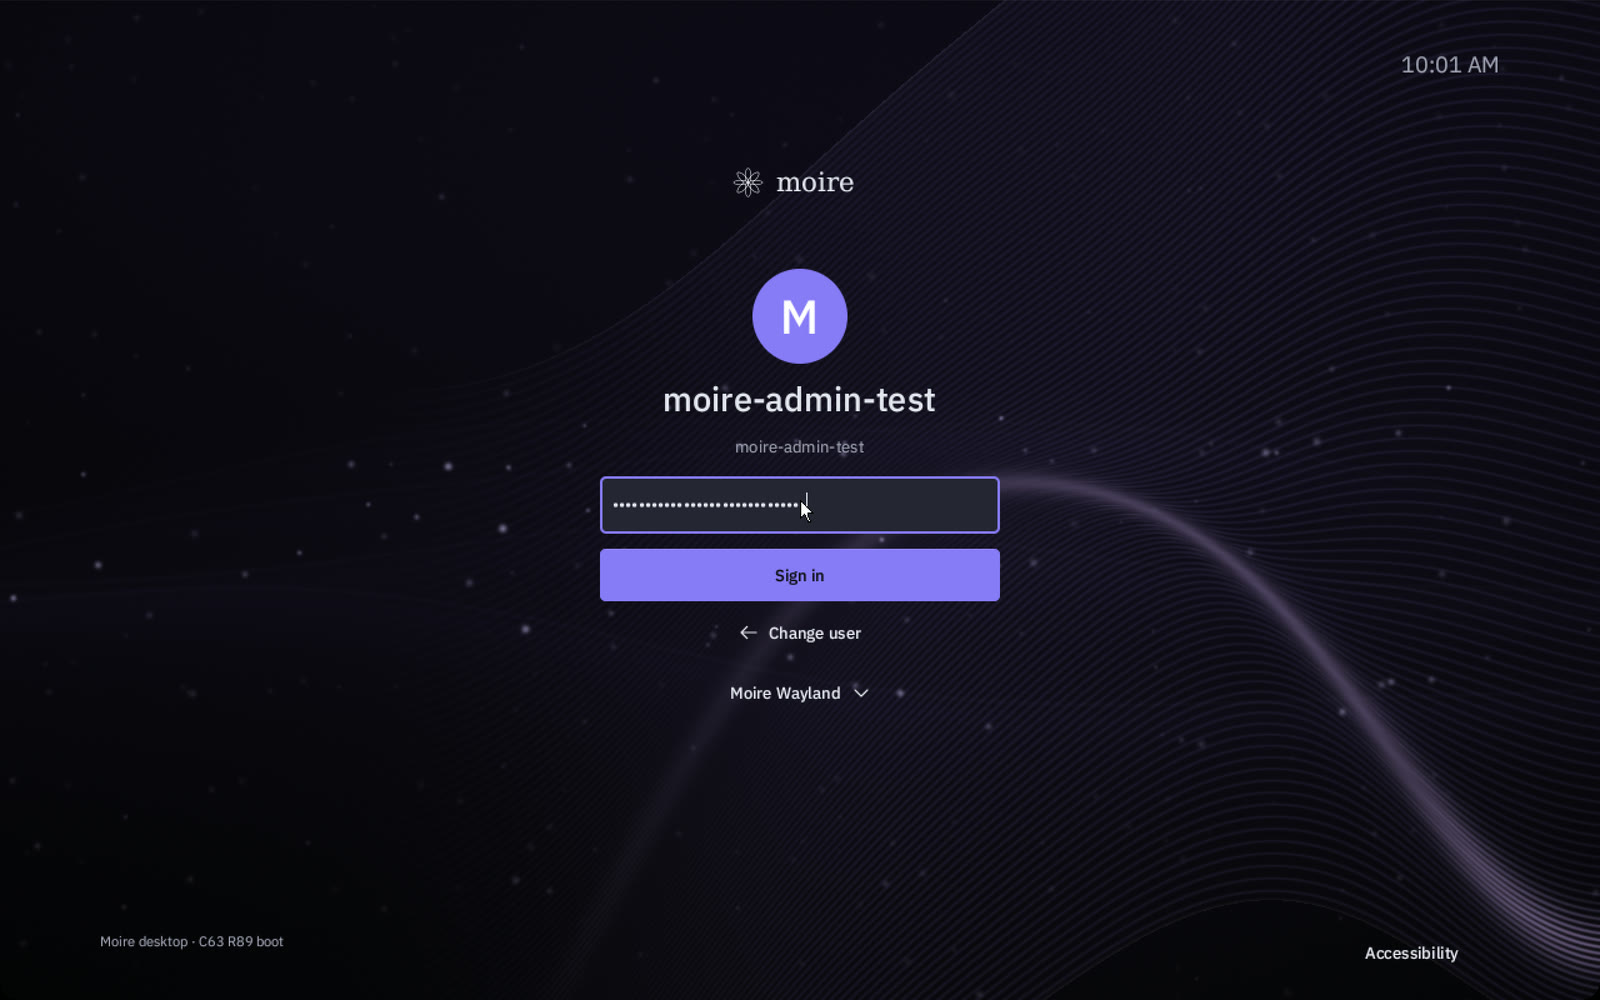 10:01 AM
moire
M
moire-admin-test
moire-admin-test
Sign in
← Change user
Moire Wayland
Moire desktop · C63 R89 boot
Accessibility